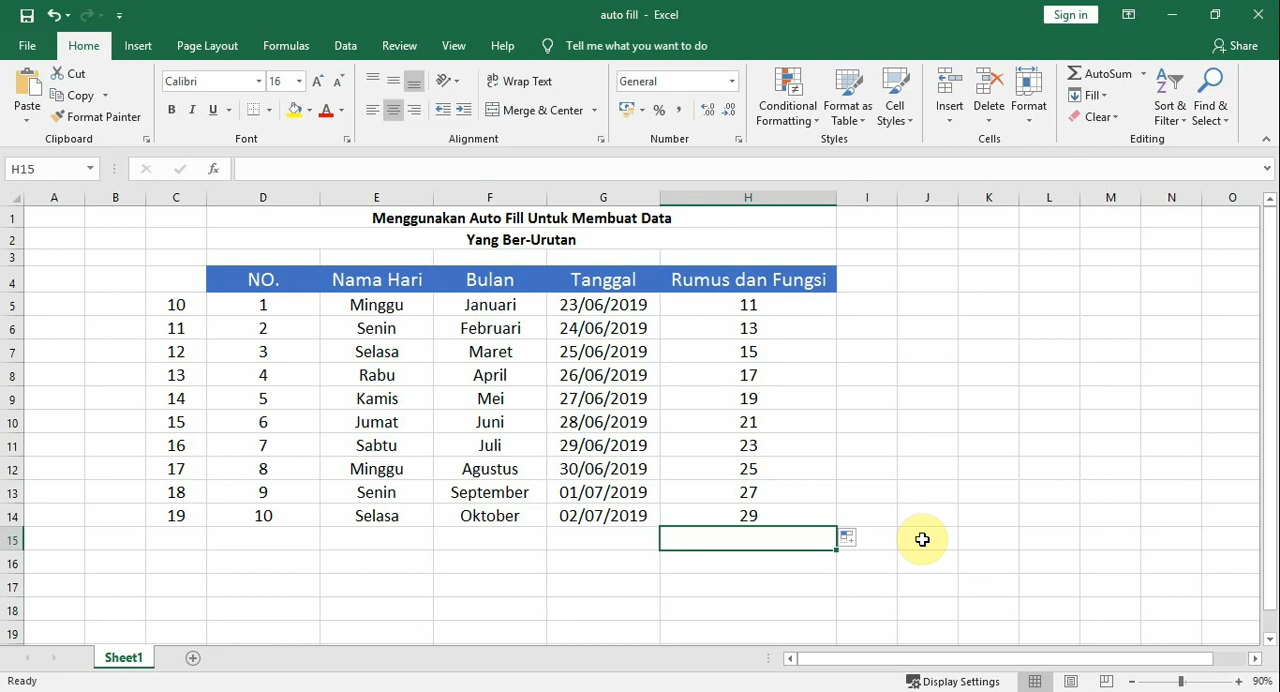 auto fill - Excel
Sign in
File Home Insert Page Layout Formulas Data Review View Help Tell me what you want to do Share
Paste
Cut
Copy
Format Painter
Clipboard
Calibri 16
B I U
Font
Wrap Text
Merge & Center
Alignment
General
%
Number
Conditional Formatting
Format as Table
Cell Styles
Styles
Insert
Delete
Format
Cells
AutoSum
Fill
Clear
Sort & Filter
Find & Select
Editing
H15 fx
A B C D E F G H I J K L M N O
1 Menggunakan Auto Fill Untuk Membuat Data
2 Yang Ber-Urutan
3
4 NO. Nama Hari Bulan Tanggal Rumus dan Fungsi
5 10 1 Minggu Januari 23/06/2019 11
6 11 2 Senin Februari 24/06/2019 13
7 12 3 Selasa Maret 25/06/2019 15
8 13 4 Rabu April 26/06/2019 17
9 14 5 Kamis Mei 27/06/2019 19
10 15 6 Jumat Juni 28/06/2019 21
11 16 7 Sabtu Juli 29/06/2019 23
12 17 8 Minggu Agustus 30/06/2019 25
13 18 9 Senin September 01/07/2019 27
14 19 10 Selasa Oktober 02/07/2019 29
15
16
17
18
19
Sheet1
Ready Display Settings 90%